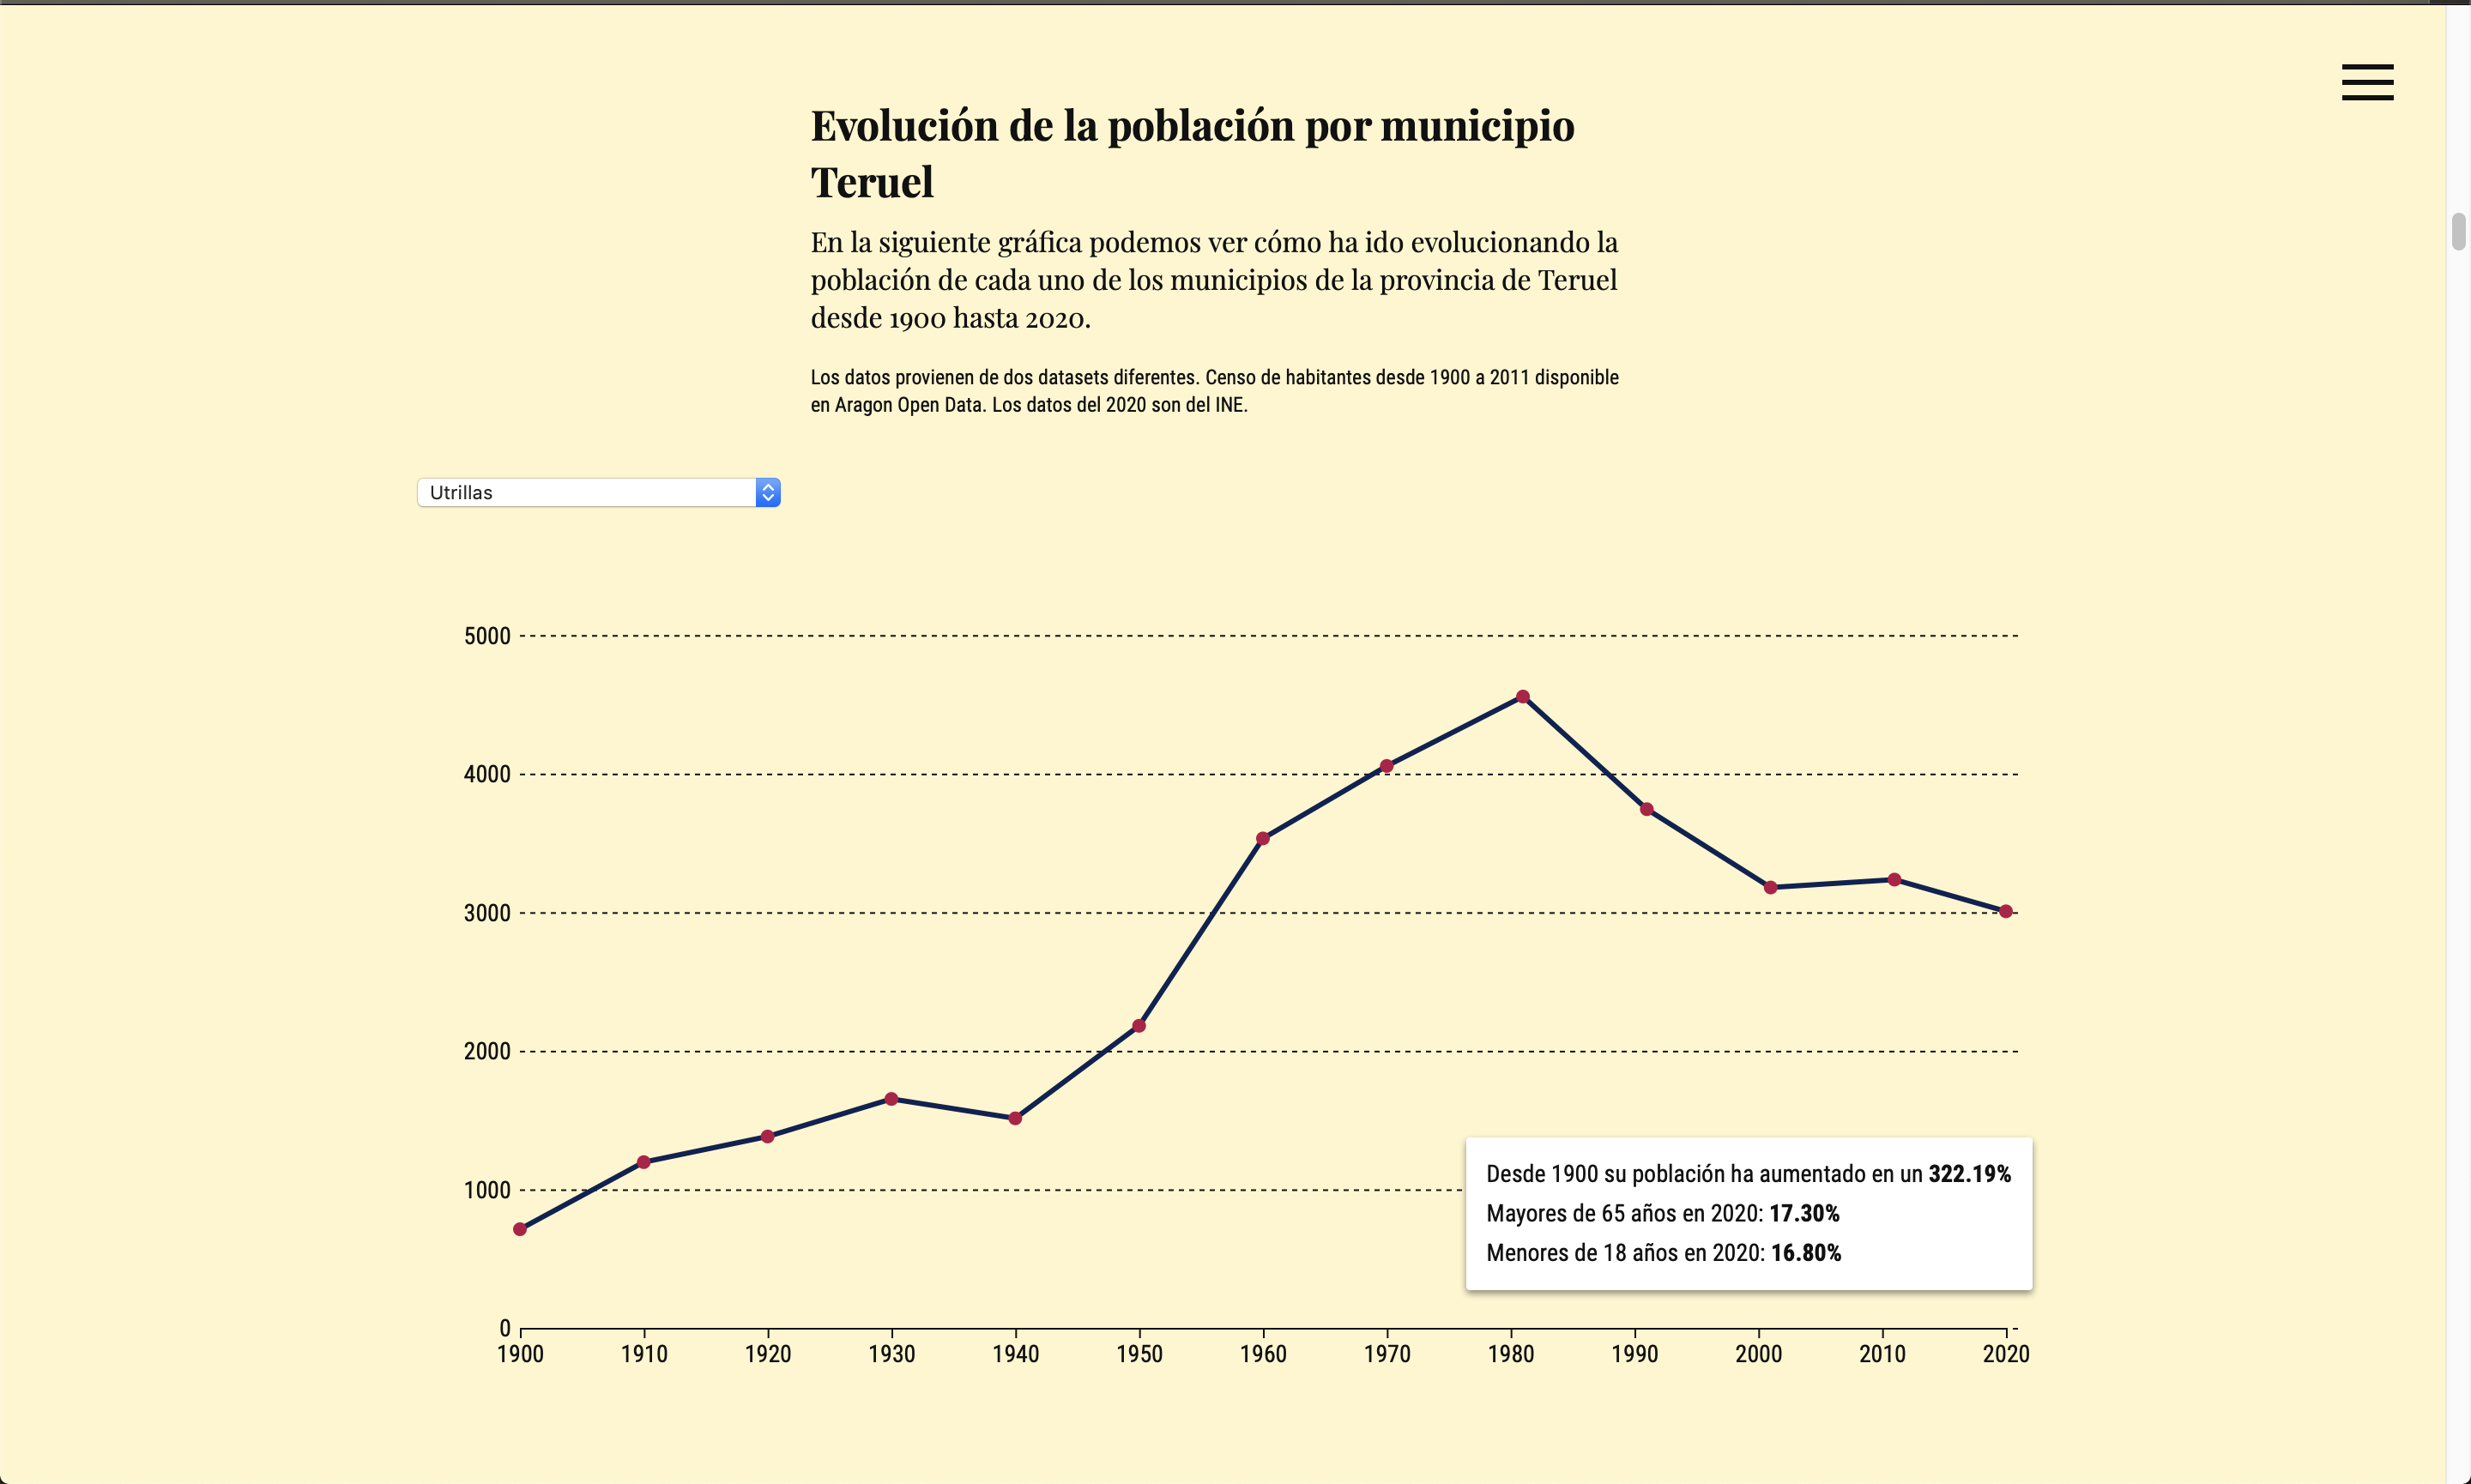 Evolución de la población por municipio
Teruel
En la siguiente gráfica podemos ver cómo ha ido evolucionando la
población de cada uno de los municipios de la provincia de Teruel
desde 1900 hasta 2020.
Los datos provienen de dos datasets diferentes. Censo de habitantes desde 1900 a 2011 disponible
en Aragon Open Data. Los datos del 2020 son del INE.
Utrillas
5000
4000
3000
2000
1000
0
Desde 1900 su población ha aumentado en un 322.19%
Mayores de 65 años en 2020: 17.30%
Menores de 18 años en 2020: 16.80%
1900 1910 1920 1930 1940 1950 1960 1970 1980 1990 2000 2010 2020